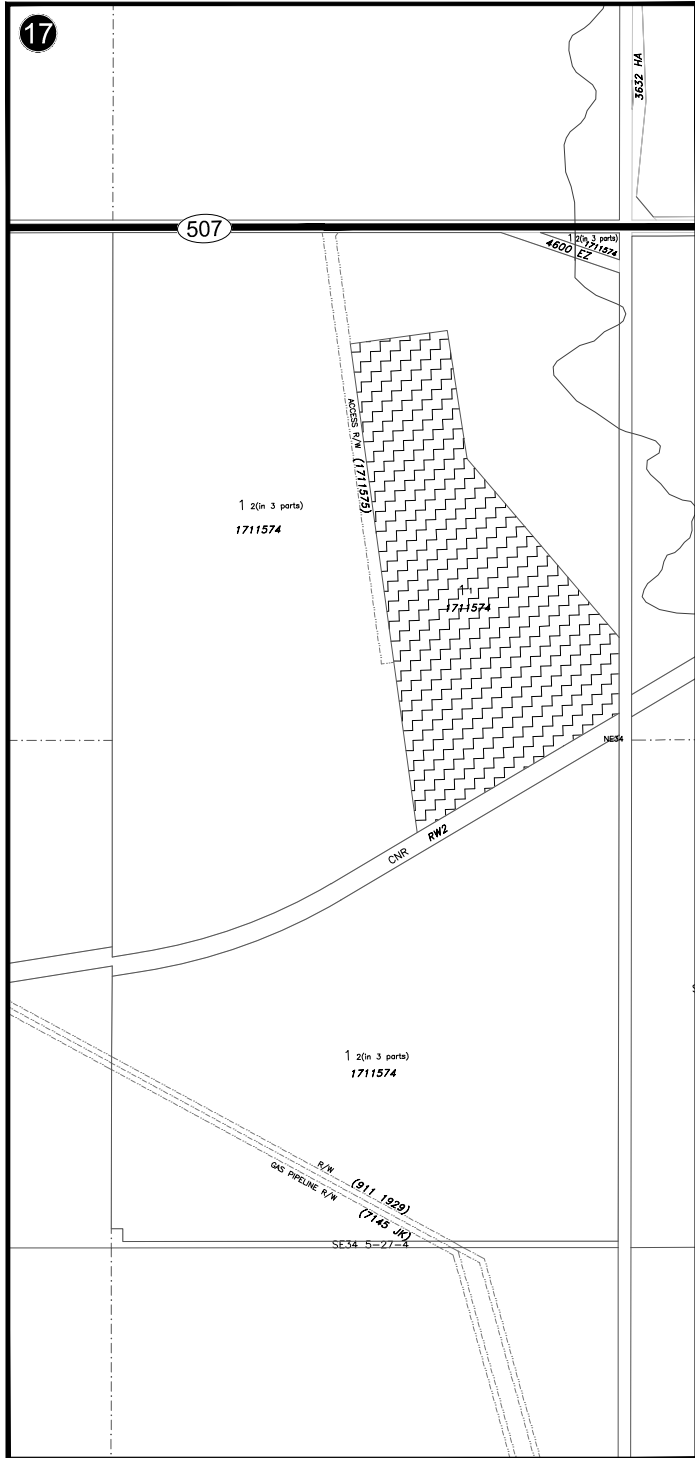 17
3632 HA
507
1 2(in 3 parts)
1711574
4600 EZ
ACCESS R/W (1711575)
1 2(in 3 parts)
1711574
1 1
1711574
NE34
CNR RW2
1 2(in 3 parts)
1711574
R/W (911 1929)
GAS PIPELINE R/W (7145 JK)
SE34 5-27-4